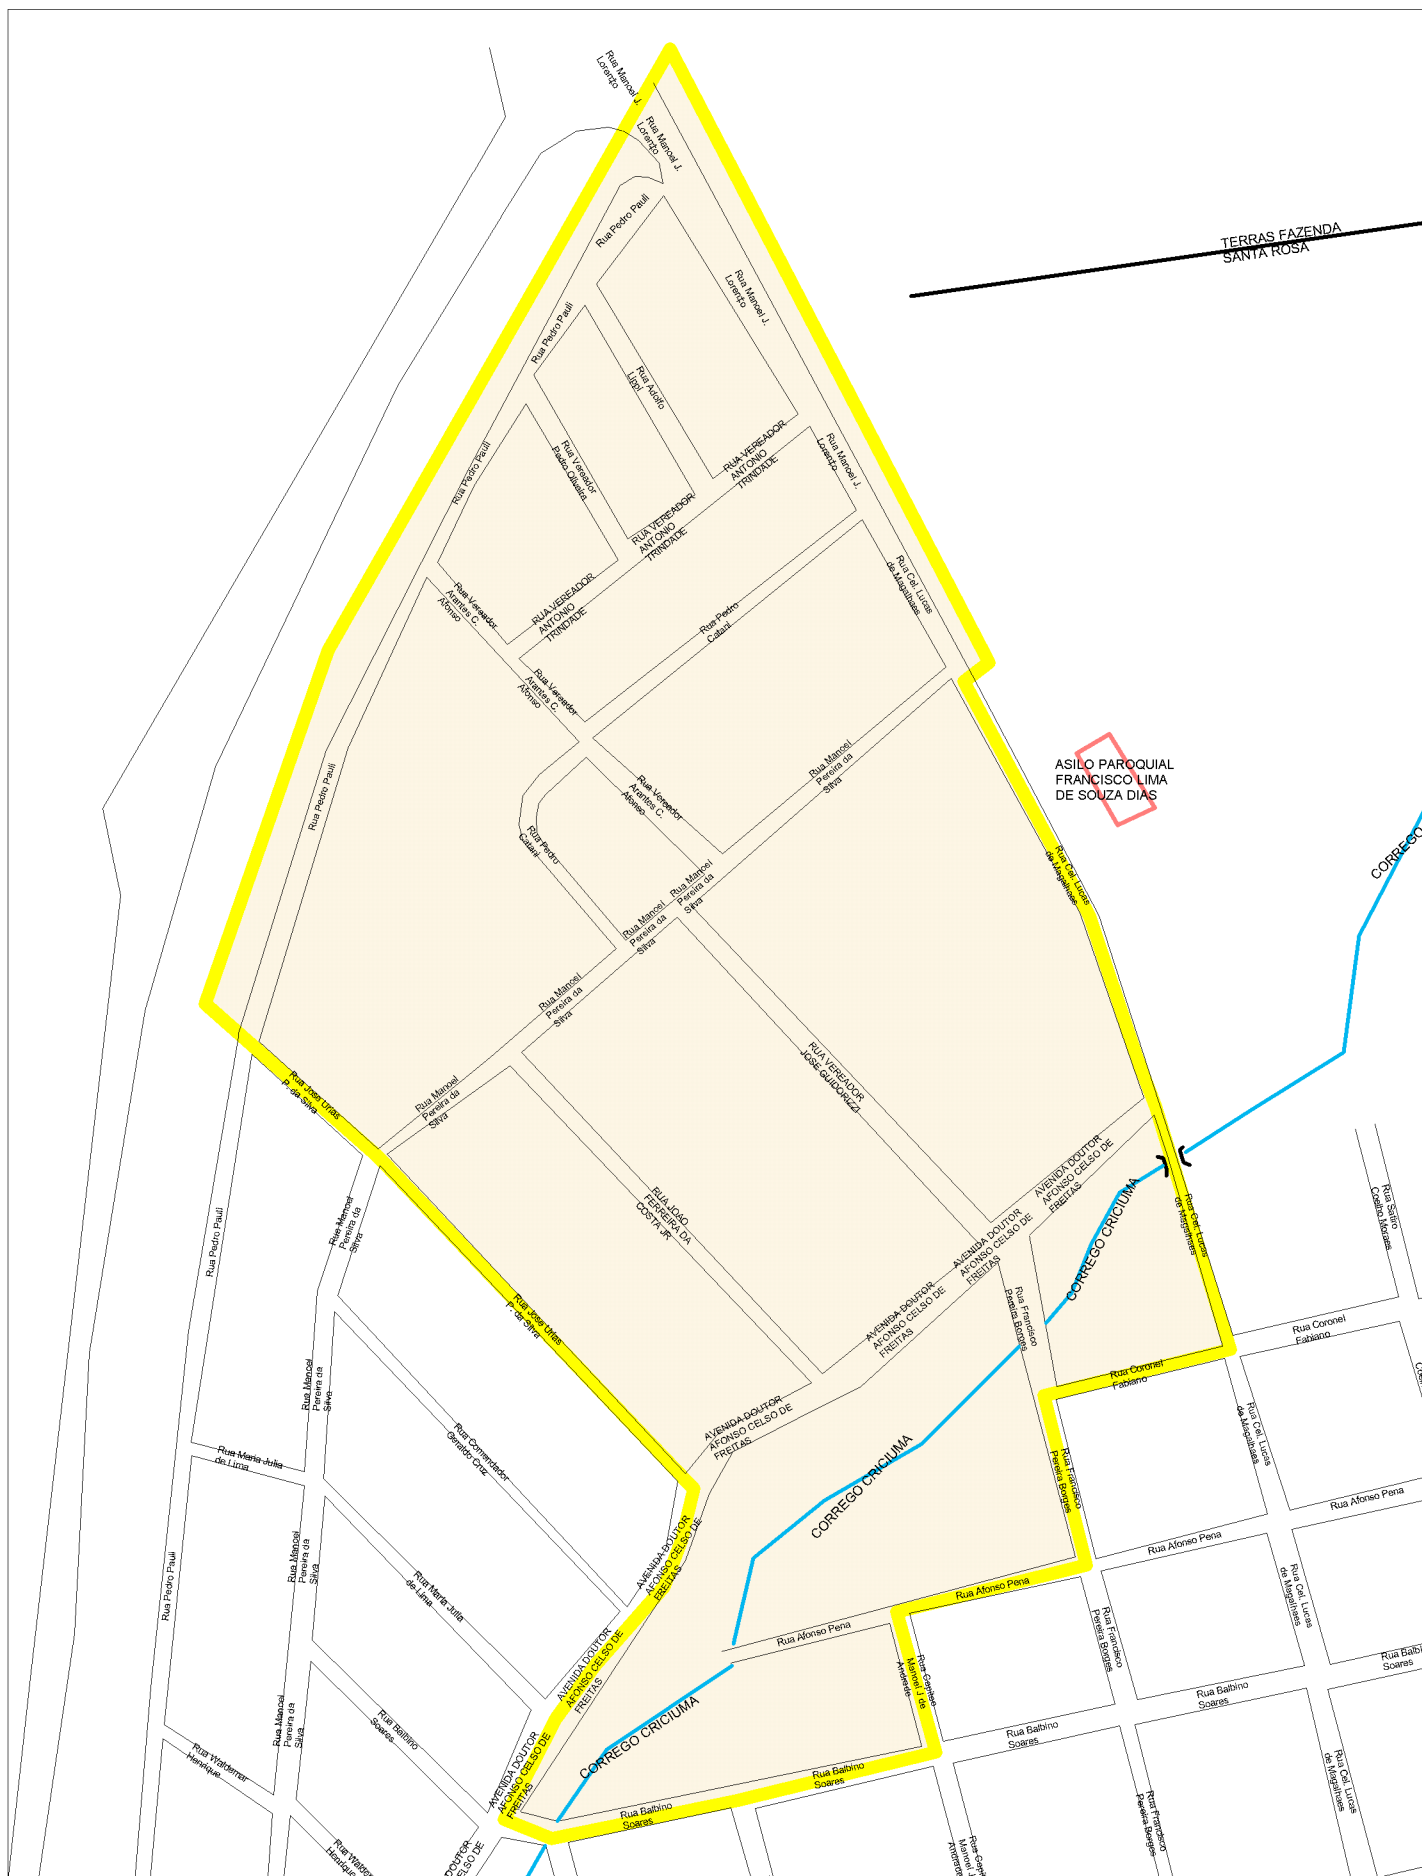 Rua Manoel J.
Lorento
Rua Manoel J.
Lorento
Rua Pedro Pauli
TERRAS FAZENDA
SANTA ROSA
Rua Manoel J.
Lorento
Rua Pedro Pauli
Rua Adolfo
Lippi
Rua Pedro Pauli
Rua Vereador
Pedro Oliveira
RUA VEREADOR
ANTONIO
TRINDADE
Rua Manoel J.
Lorento
RUA VEREADOR
ANTONIO
TRINDADE
RUA VEREADOR
ANTONIO
TRINDADE
Rua Vereador
Arantes C.
Afonso
Rua Cel. Lucas
de Magalhaes
Rua Pedro
Catani
Rua Vereador
Arantes C.
Afonso
Rua Pedro Pauli
Rua Manoel
Pereira da
Silva
ASILO PAROQUIAL
FRANCISCO LIMA
DE SOUZA DIAS
Rua Vereador
Arantes C.
Afonso
Rua Pedro
Catani
CORREGO
Rua Cel. Lucas
de Magalhaes
Rua Manoel
Pereira da
Silva
Rua Manoel
Pereira da
Silva
Rua Manoel
Pereira da
Silva
Rua Jose Urias
P. da Silva
Rua Manoel
Pereira da
Silva
RUA VEREADOR
JOSE GUIDORIZZI
AVENIDA DOUTOR
AFONSO CELSO DE
FREITAS
Rua Manoel
Pereira da
Silva
RUA JOAO
FERREIRA DA
COSTA JR
AVENIDA DOUTOR
AFONSO CELSO DE
FREITAS
CORREGO CRICIUMA
Rua Cel. Lucas
de Magalhaes
Rua Satiro
Coelho Moraes
Rua Pedro Pauli
Rua Jose Urias
P. da Silva
AVENIDA DOUTOR
AFONSO CELSO DE
FREITAS
Rua Francisco
Pereira Borges
Rua Coronel
Fabiano
Rua Coronel
Fabiano
Rua Manoel
Pereira da
Silva
AVENIDA DOUTOR
AFONSO CELSO DE
FREITAS
Rua Cel. Lucas
de Magalhaes
Rua Maria Julia
de Lima
Rua Comendador
Geraldo Cruz
CORREGO CRICIUMA
Rua Francisco
Pereira Borges
Rua Afonso Pena
Rua Afonso Pena
Rua Manoel
Pereira da
Silva
Rua Pedro Pauli
Rua Maria Julia
de Lima
AVENIDA DOUTOR
AFONSO CELSO DE
FREITAS
Rua Afonso Pena
Rua Cel. Lucas
de Magalhaes
Rua Afonso Pena
Rua Francisco
Pereira Borges
AVENIDA DOUTOR
AFONSO CELSO DE
FREITAS
Rua Capitao
Manoel J de
Andrade
Rua Balbino
Soares
Rua Manoel
Pereira da
Silva
Rua Balbino
Soares
CORREGO CRICIUMA
Rua Balbino
Soares
Rua Balbino
Soares
Rua Waldemar
Henrique
AVENIDA DOUTOR
AFONSO CELSO DE
FREITAS
Rua Balbino
Soares
Rua Balbino
Soares
Rua Francisco
Pereira Borges
Rua Cel. Lucas
de Magalhaes